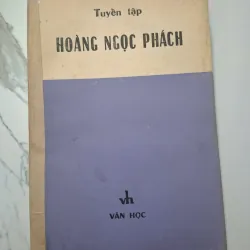 Tuyển tập
HOÀNG NGỌC PHÁCH
vh
VĂN HỌC